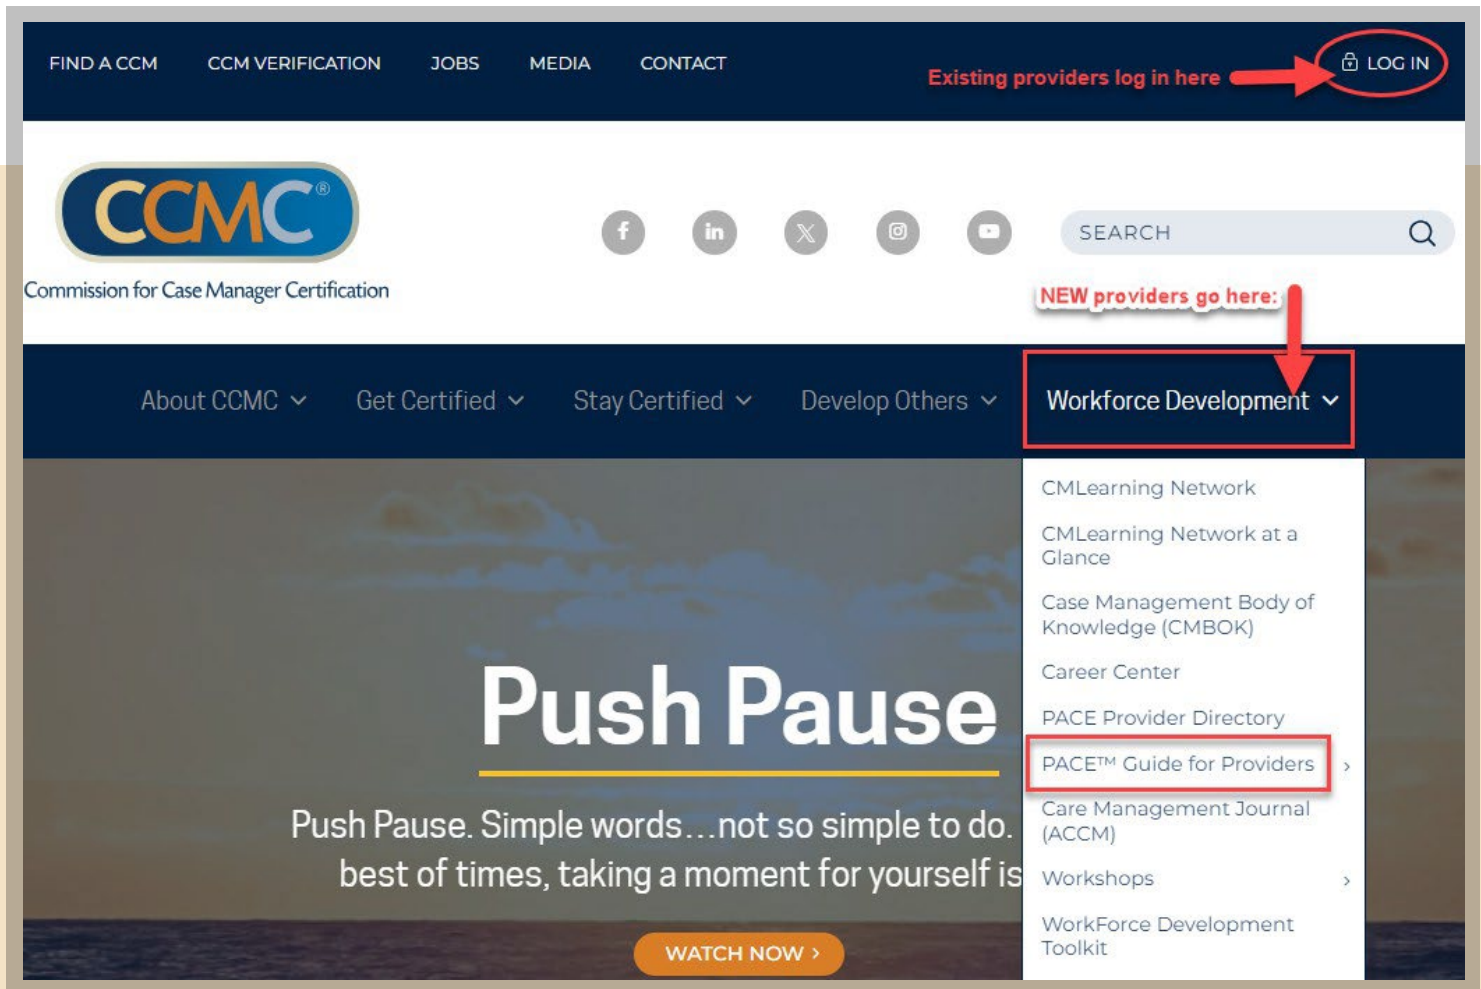 FIND A CCM CCM VERIFICATION JOBS MEDIA CONTACT
Existing providers log in here
LOG IN
CCMC®
Commission for Case Manager Certification
f in X
SEARCH
NEW providers go here:
About CCMC Get Certified Stay Certified Develop Others Workforce Development
CMLearning Network
CMLearning Network at a
Glance
Case Management Body of
Knowledge (CMBOK)
Career Center
PACE Provider Directory
PACE™ Guide for Providers
Care Management Journal
(ACCM)
Workshops
WorkForce Development
Toolkit
Push Pause
Push Pause. Simple words...not so simple to do.
best of times, taking a moment for yourself is
WATCH NOW